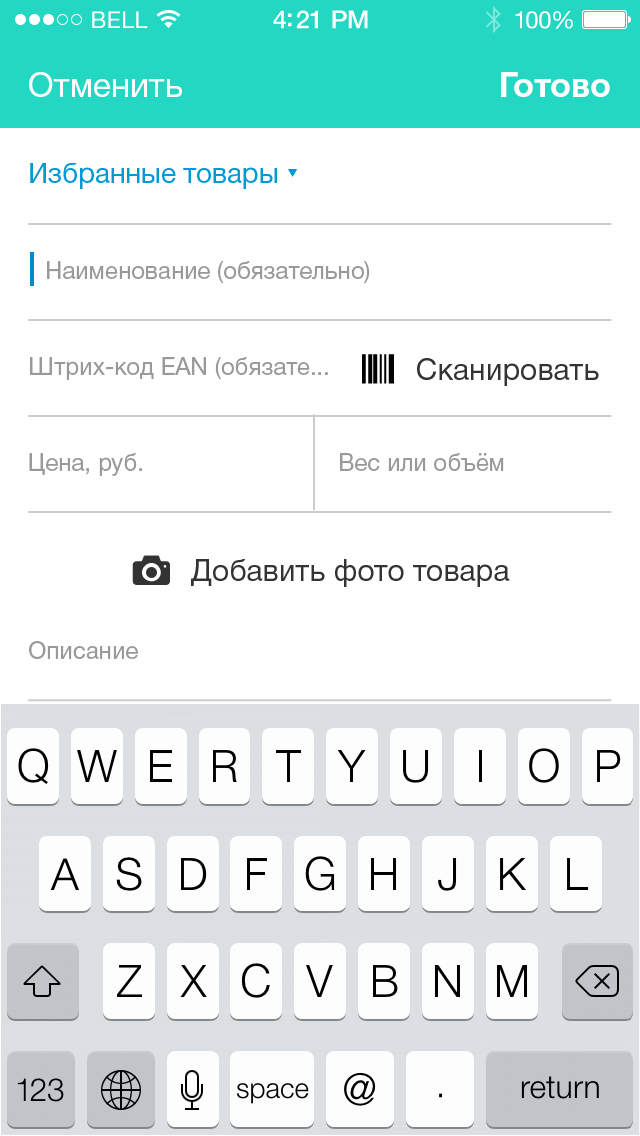 BELL 4:21 PM 100%
Отменить Готово
Избранные товары
Наименование (обязательно)
Штрих-код EAN (обязате... Сканировать
Цена, руб. Вес или объём
Добавить фото товара
Описание
Q W E R T Y U I O P
A S D F G H J K L
Z X C V B N M
123 space @ . return